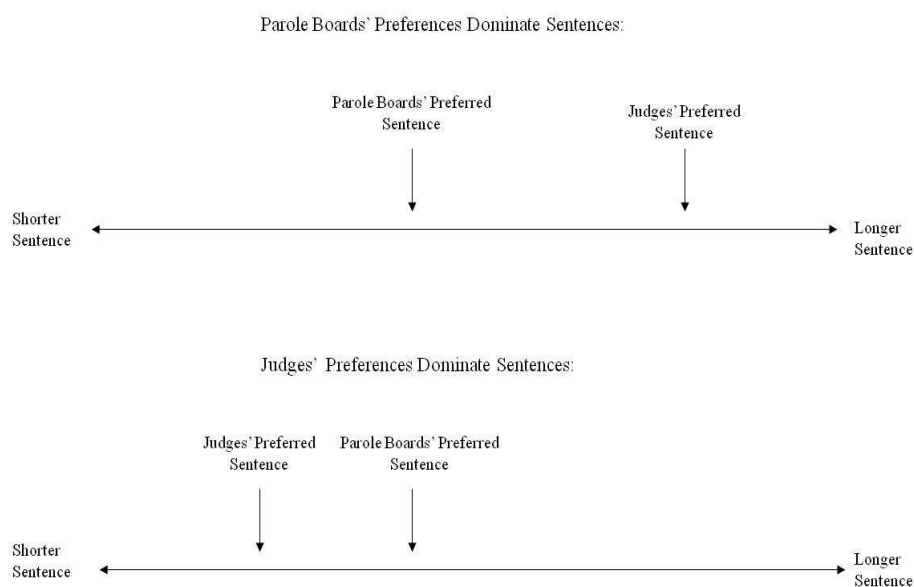 Parole Boards' Preferences Dominate Sentences:
Parole Boards' Preferred
Sentence
Judges' Preferred
Sentence
Shorter
Sentence
Longer
Sentence
Judges' Preferences Dominate Sentences:
Judges' Preferred
Sentence
Parole Boards' Preferred
Sentence
Shorter
Sentence
Longer
Sentence